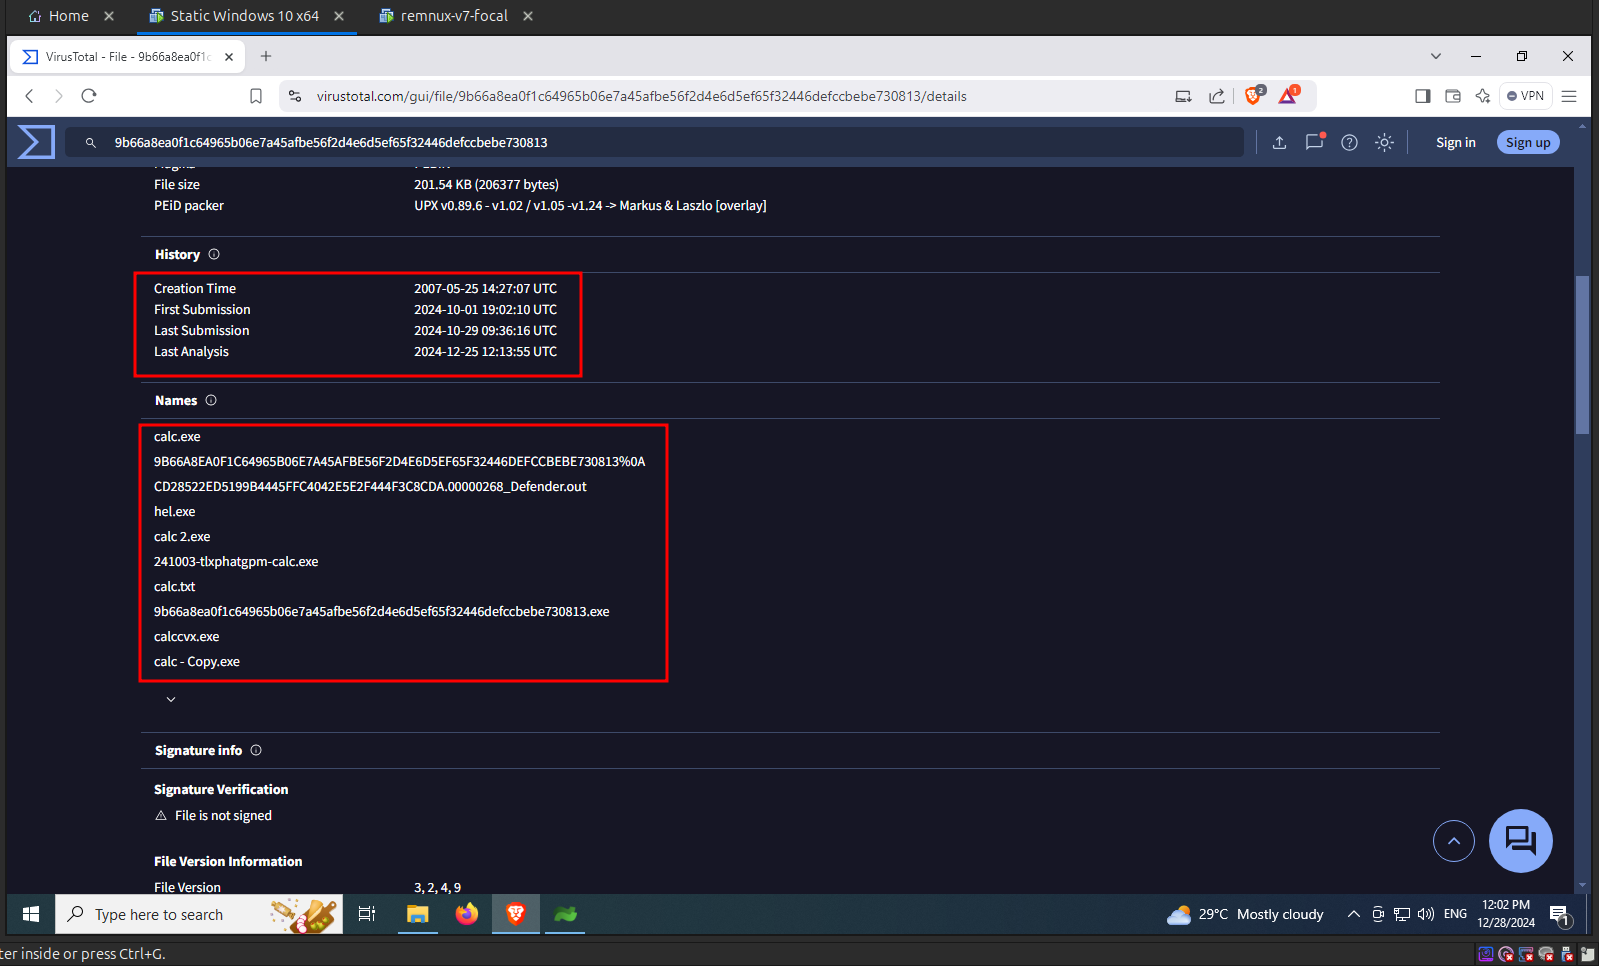 Home
Static Windows 10 x64
remnux-v7-focal
VirusTotal - File - 9b66a8ea0f1c
virustotal.com/gui/file/9b66a8ea0f1c64965b06e7a45afbe56f2d4e6d5ef65f32446defccbebe730813/details
2
1
VPN
9b66a8ea0f1c64965b06e7a45afbe56f2d4e6d5ef65f32446defccbebe730813
Sign in
Sign up
File size 201.54 KB (206377 bytes)
PEiD packer UPX v0.89.6 - v1.02 / v1.05 -v1.24 -> Markus & Laszlo [overlay]
History
Creation Time 2007-05-25 14:27:07 UTC
First Submission 2024-10-01 19:02:10 UTC
Last Submission 2024-10-29 09:36:16 UTC
Last Analysis 2024-12-25 12:13:55 UTC
Names
calc.exe
9B66A8EA0F1C64965B06E7A45AFBE56F2D4E6D5EF65F32446DEFCCBEBE730813%0A
CD28522ED5199B4445FFC4042E5E2F444F3C8CDA.00000268_Defender.out
hel.exe
calc 2.exe
241003-tlxphatgpm-calc.exe
calc.txt
9b66a8ea0f1c64965b06e7a45afbe56f2d4e6d5ef65f32446defccbebe730813.exe
calccvx.exe
calc - Copy.exe
Signature info
Signature Verification
File is not signed
File Version Information
File Version 3, 2, 4, 9
Type here to search
29°C Mostly cloudy
ENG
12:02 PM
12/28/2024
1
ter inside or press Ctrl+G.